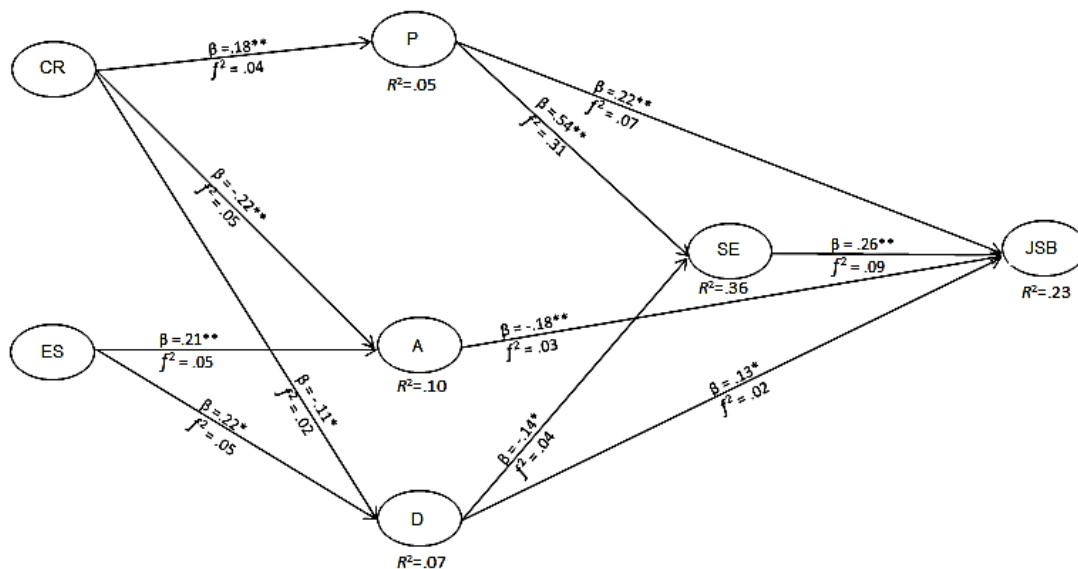 P
β =.18**
f² = .04
CR
R²=.05
β =.22**
f² = .07
β =.54**
f² = .31
β = -.22**
f² = .05
SE
β = .26**
f² = .09
JSB
R²=.36
R²=.23
ES
β =.21**
f² = .05
A
β = -.18**
f² = .03
R²=.10
β = -.11*
f² = .02
β = .13*
f² = .02
β =.22*
f² = .05
β = -.14*
f² = .04
D
R²=.07